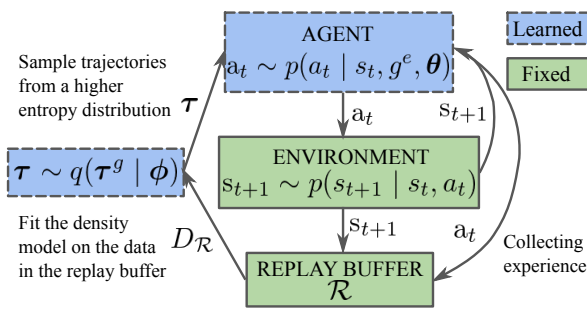 Sample trajectories
from a higher
entropy distribution
τ
AGENT
a_t ∼ p(a_t | s_t, g^e, θ)
Learned
Fixed
a_t
s_{t+1}
τ ∼ q(τ^g | ϕ)
ENVIRONMENT
s_{t+1} ∼ p(s_{t+1} | s_t, a_t)
Fit the density
model on the data
in the replay buffer
D_ℛ
s_{t+1}
a_t
Collecting
experience
REPLAY BUFFER
ℛ